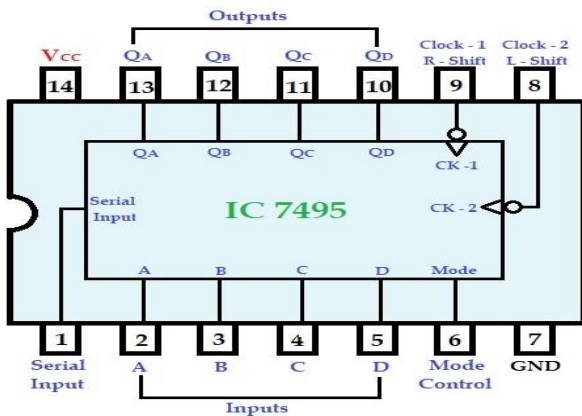 Outputs
VCC QA QB QC QD Clock - 1 Clock - 2
R - Shift L - Shift
14 13 12 11 10 9 8
QA QB QC QD CK - 1
Serial
Input
IC 7495
CK - 2
A B C D Mode
1 2 3 4 5 6 7
Serial
Input
A B C D Mode
Control
GND
Inputs